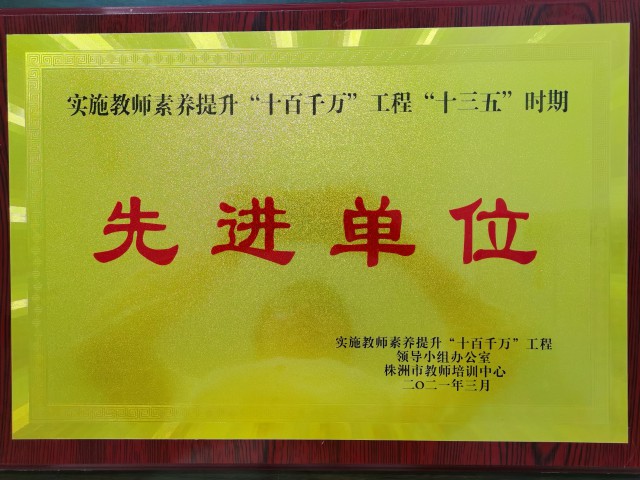 实施教师素养提升“十百千万”工程“十三五”时期
先进单位
实施教师素养提升“十百千万”工程
领导小组办公室
株洲市教师培训中心
二〇二一年三月